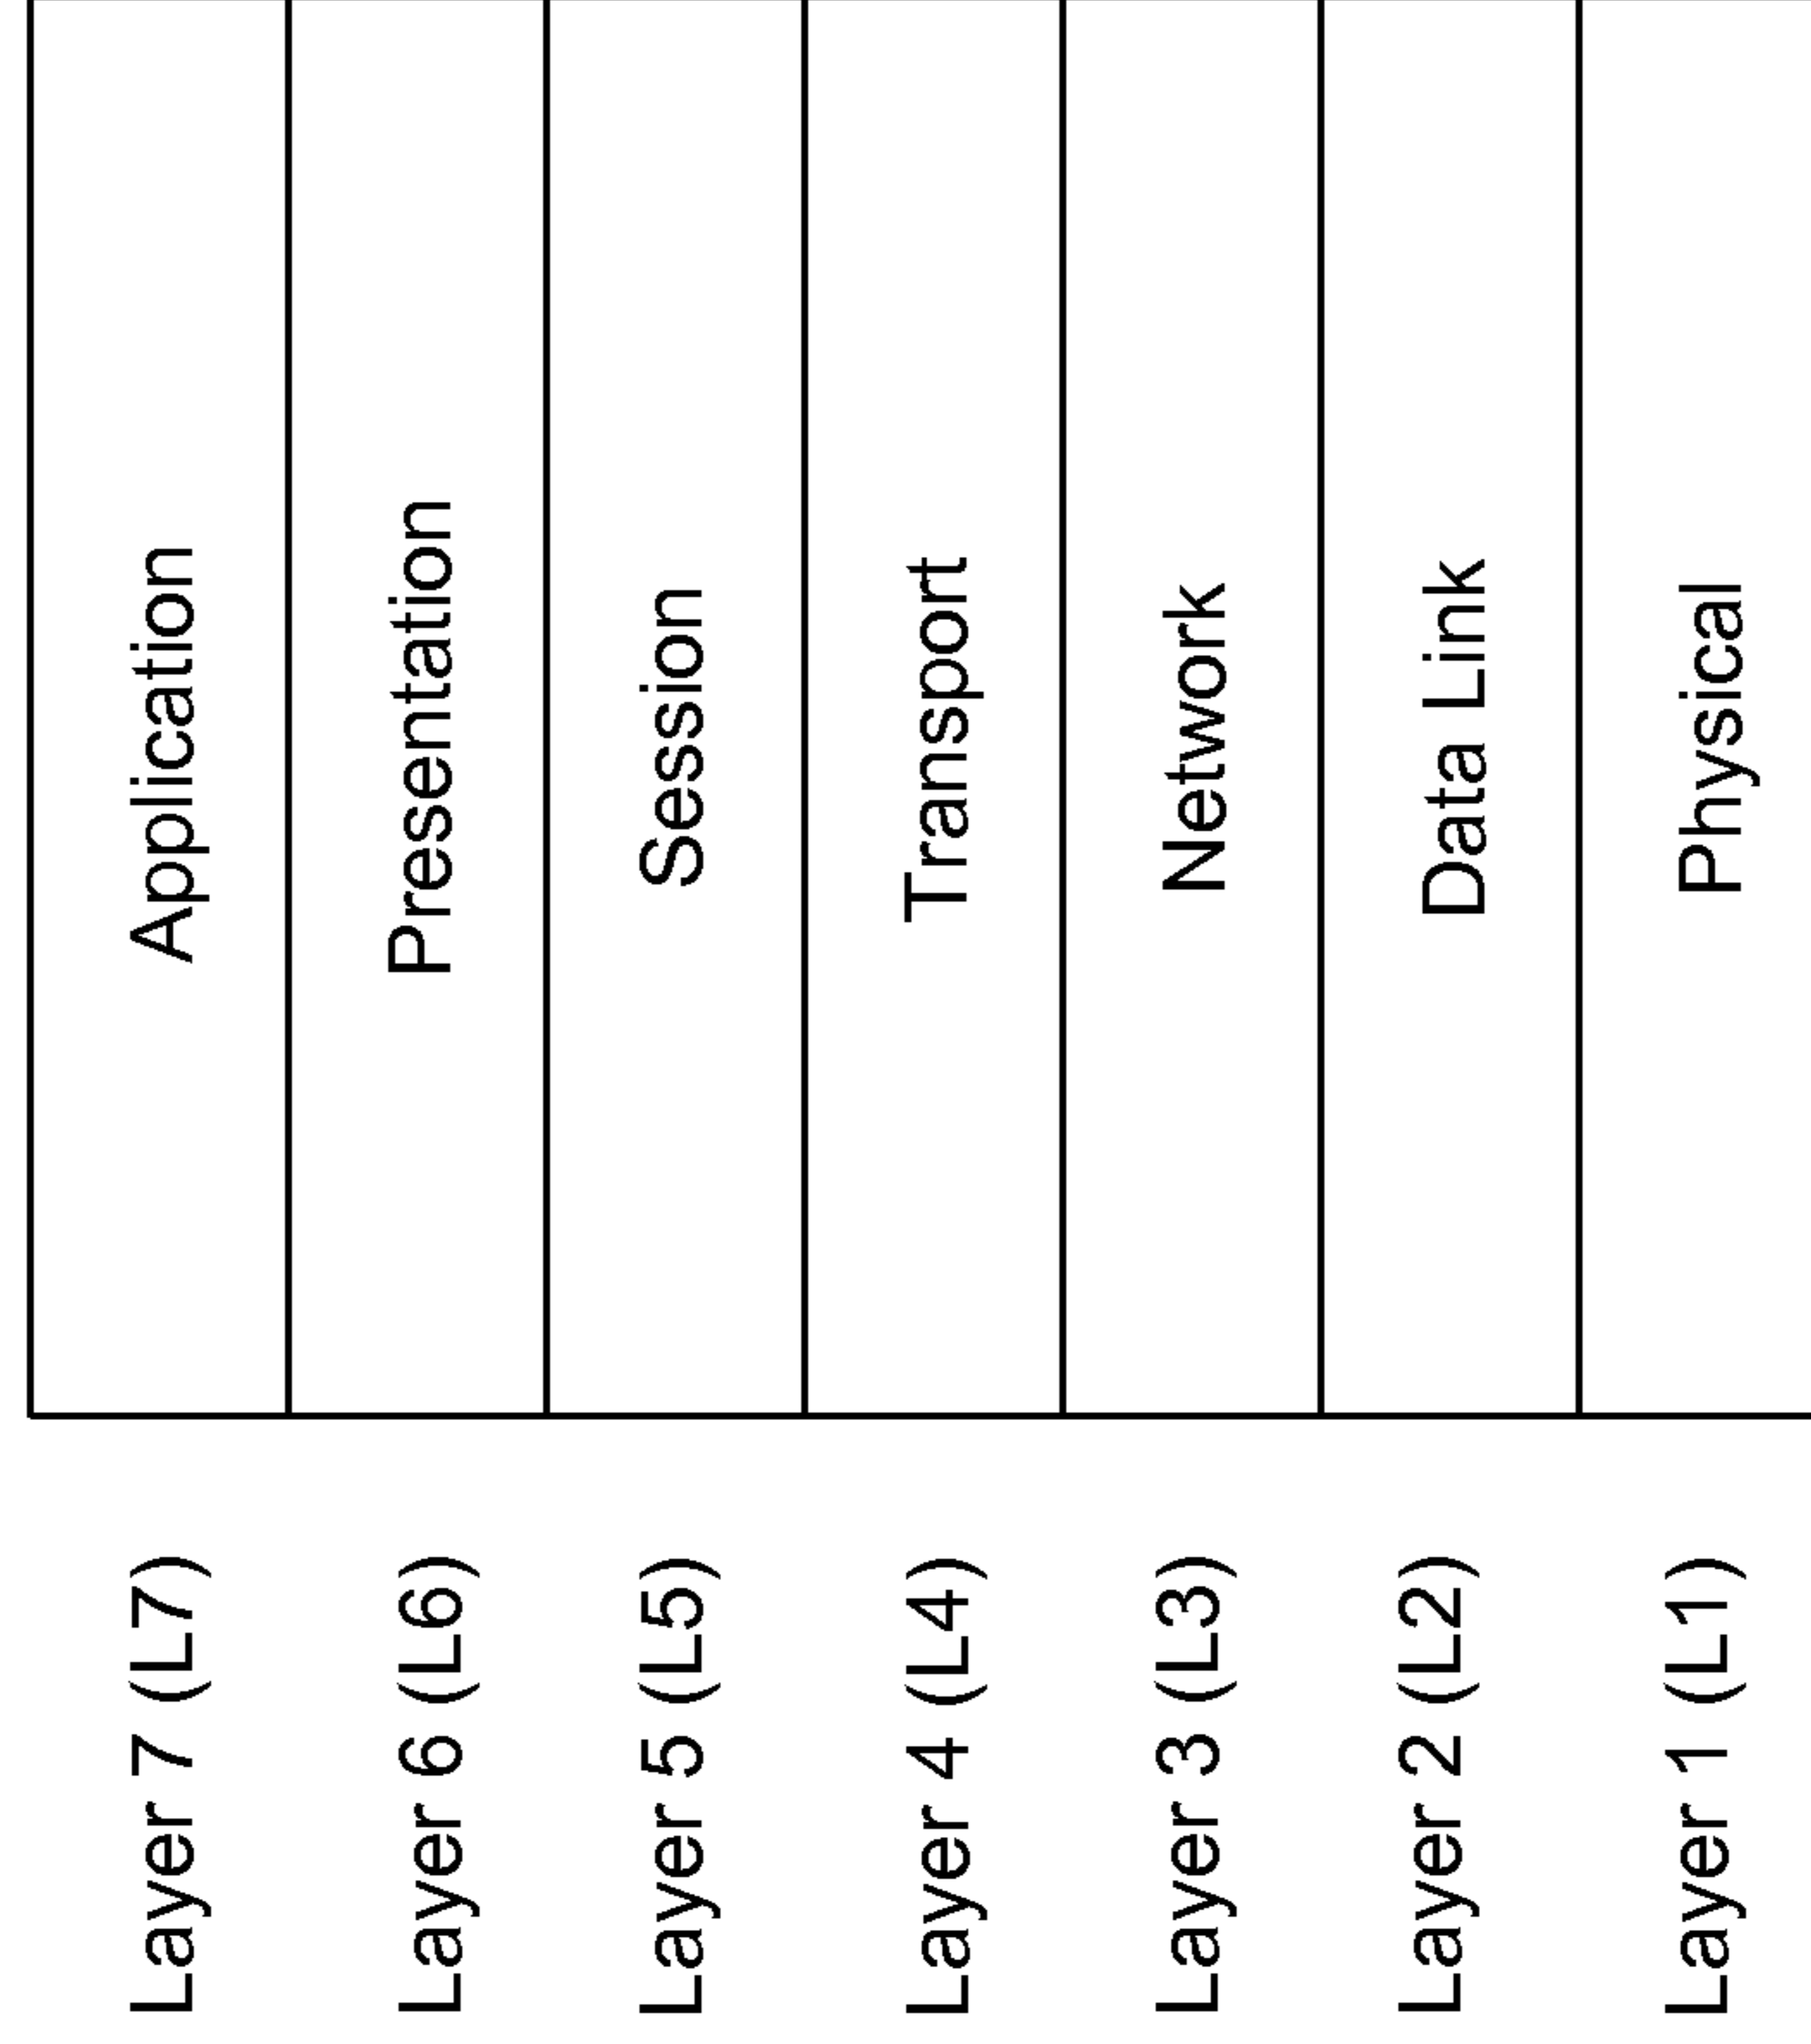 Layer 7 (L7) Application
Layer 6 (L6) Presentation
Layer 5 (L5) Session
Layer 4 (L4) Transport
Layer 3 (L3) Network
Layer 2 (L2) Data Link
Layer 1 (L1) Physical